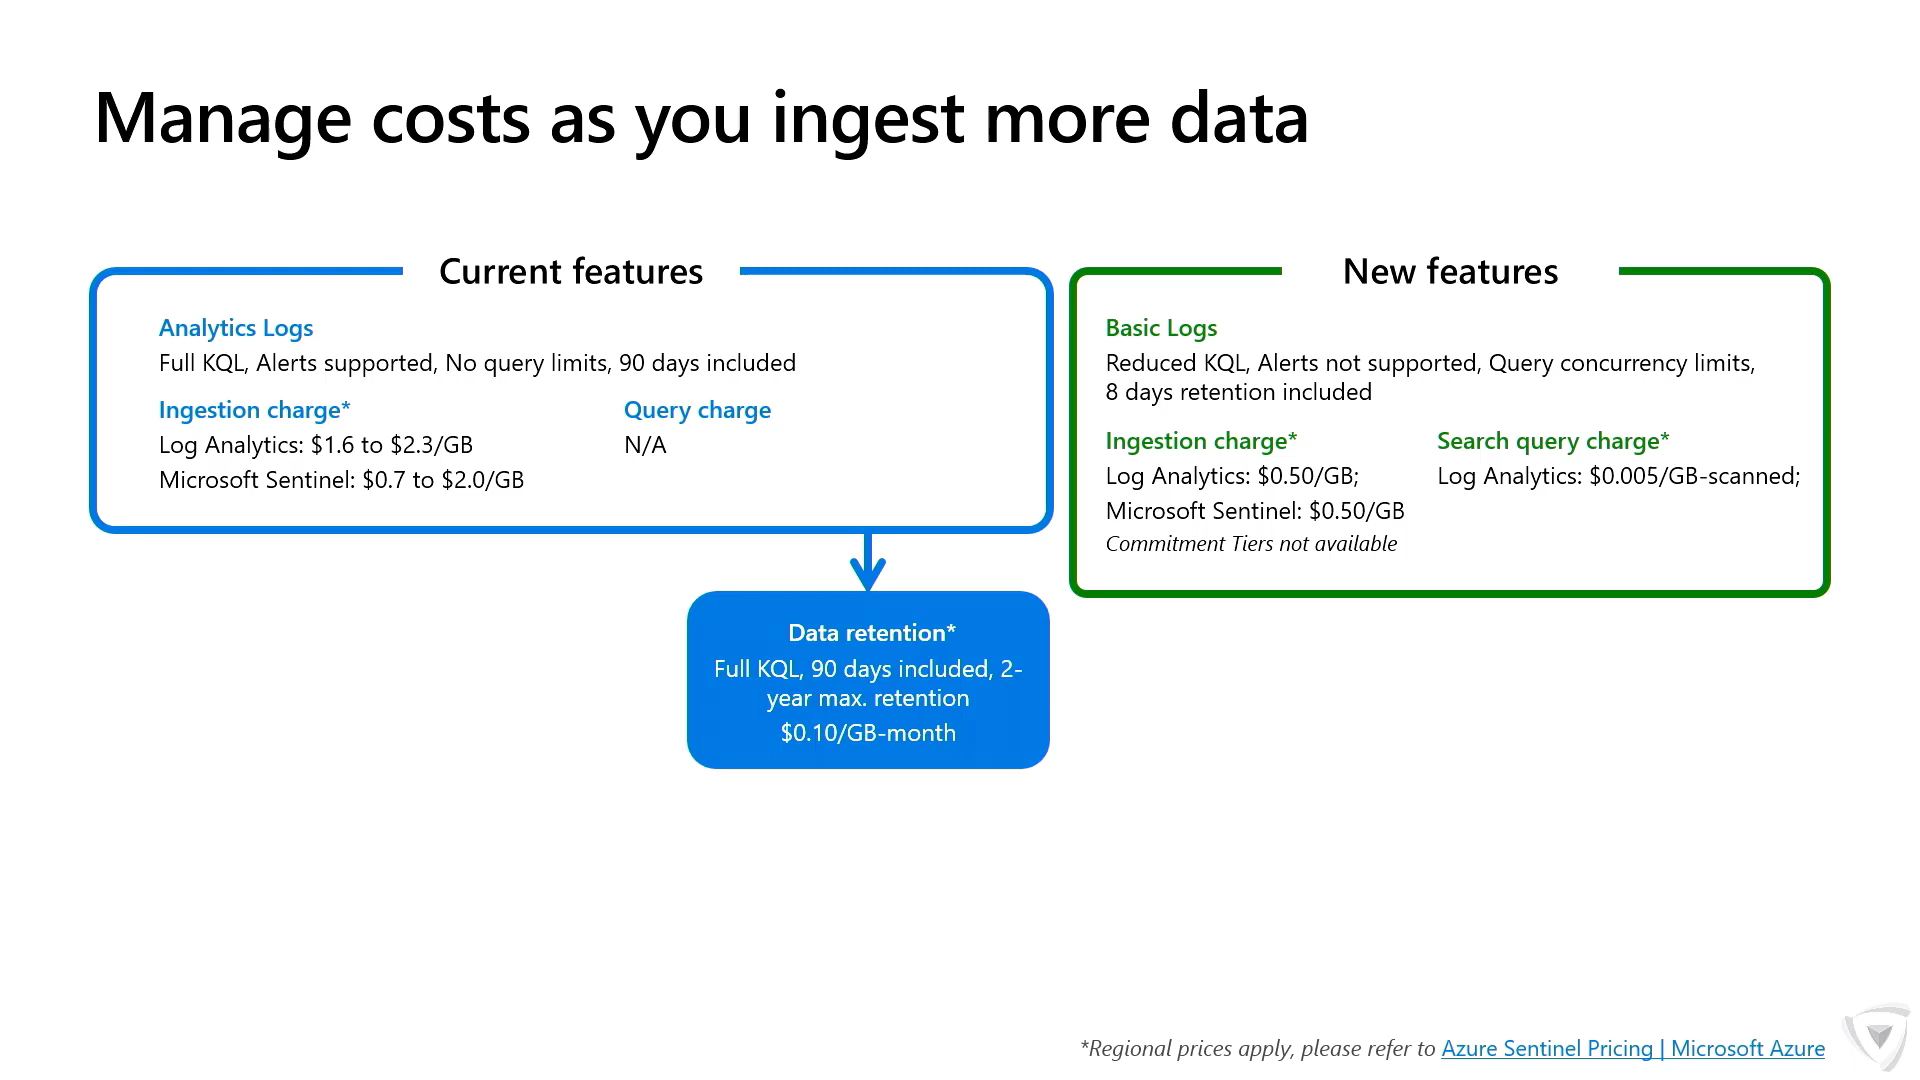 Manage costs as you ingest more data
Current features
Analytics Logs
Full KQL, Alerts supported, No query limits, 90 days included
Ingestion charge*
Log Analytics: $1.6 to $2.3/GB
Microsoft Sentinel: $0.7 to $2.0/GB
Query charge
N/A
Data retention*
Full KQL, 90 days included, 2-
year max. retention
$0.10/GB-month
New features
Basic Logs
Reduced KQL, Alerts not supported, Query concurrency limits,
8 days retention included
Ingestion charge*
Log Analytics: $0.50/GB;
Microsoft Sentinel: $0.50/GB
Commitment Tiers not available
Search query charge*
Log Analytics: $0.005/GB-scanned;
*Regional prices apply, please refer to Azure Sentinel Pricing | Microsoft Azure